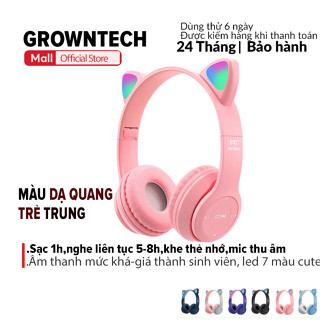 GROWNTECH
Mall Official Store
Dùng thử 6 ngày
Được kiểm hàng khi thanh toán
24 Tháng| Bảo hành
MÀU DẠ QUANG
TRẺ TRUNG
.Sạc 1h,nghe liên tục 5-8h,khe thẻ nhớ,mic thu âm
.Âm thanh mức khá-giá thành sinh viên, led 7 màu cute